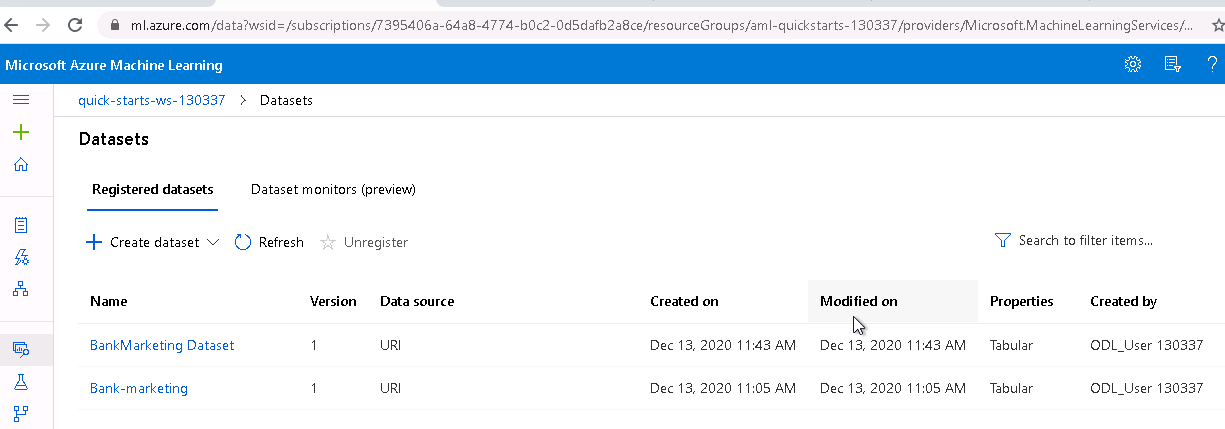 ml.azure.com/data?wsid=/subscriptions/7395406a-64a8-4774-b0c2-0d5dafb2a8ce/resourceGroups/aml-quickstarts-130337/providers/Microsoft.MachineLearningServices/...
Microsoft Azure Machine Learning
quick-starts-ws-130337 > Datasets
Datasets
Registered datasets Dataset monitors (preview)
Create dataset Refresh Unregister Search to filter items...
Name Version Data source Created on Modified on Properties Created by
BankMarketing Dataset 1 URI Dec 13, 2020 11:43 AM Dec 13, 2020 11:43 AM Tabular ODL_User 130337
Bank-marketing 1 URI Dec 13, 2020 11:05 AM Dec 13, 2020 11:05 AM Tabular ODL_User 130337